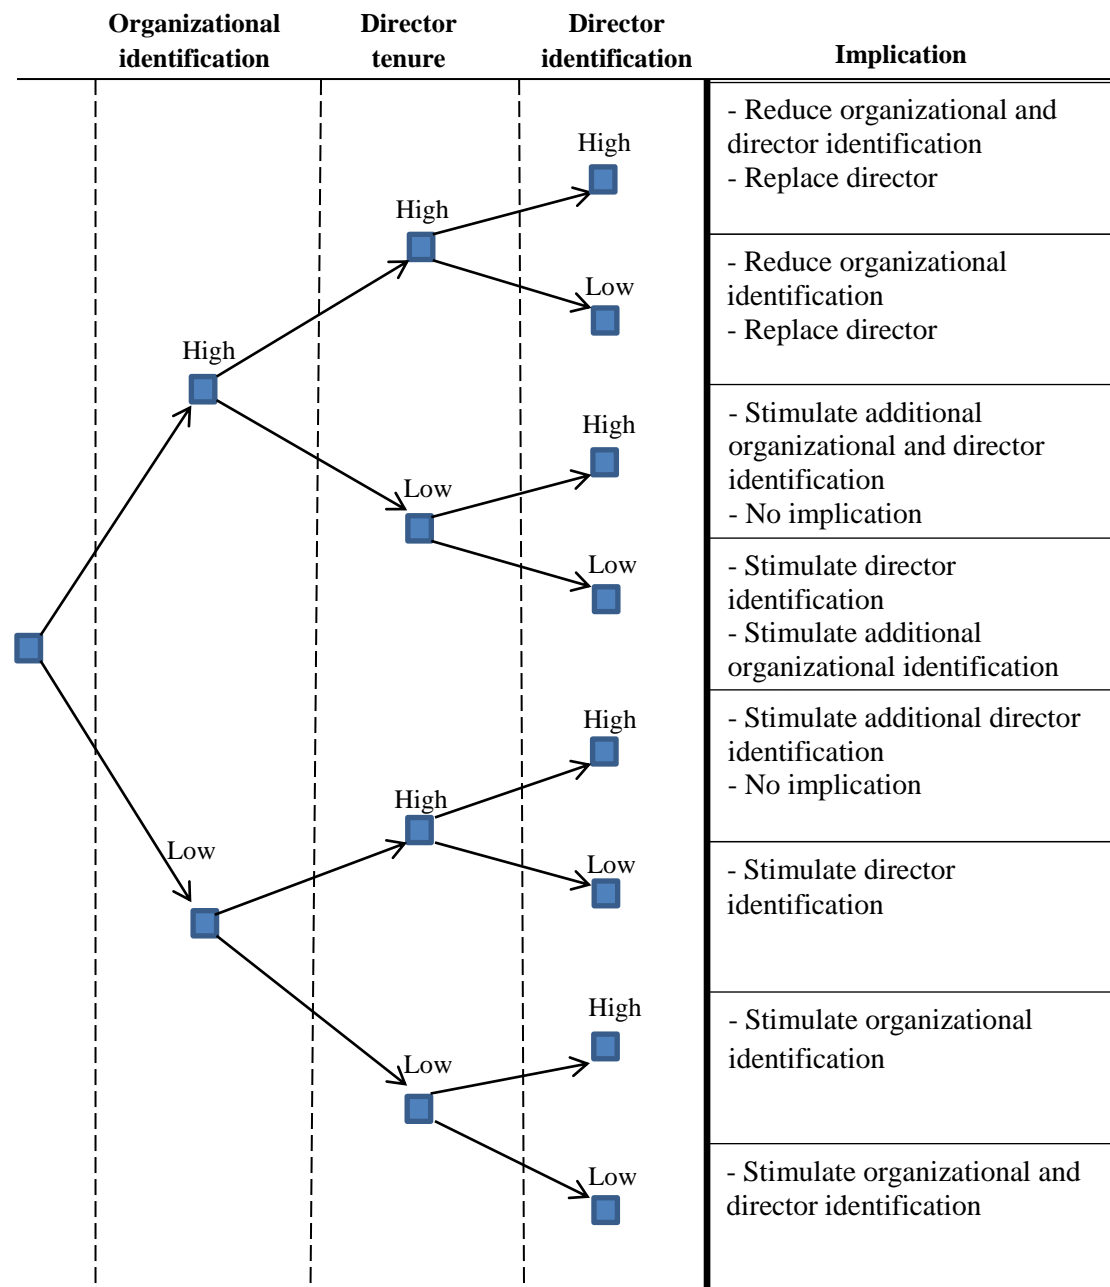 Organizational Director Director
identification tenure identification Implication
- Reduce organizational and
director identification
- Replace director
High
High
- Reduce organizational
identification
- Replace director
Low
High
- Stimulate additional
organizational and director
identification
- No implication
High
Low
- Stimulate director
identification
- Stimulate additional
organizational identification
Low
- Stimulate additional director
identification
- No implication
High
High
Low
- Stimulate director
identification
Low
- Stimulate organizational
identification
High
Low
- Stimulate organizational and
director identification
Low